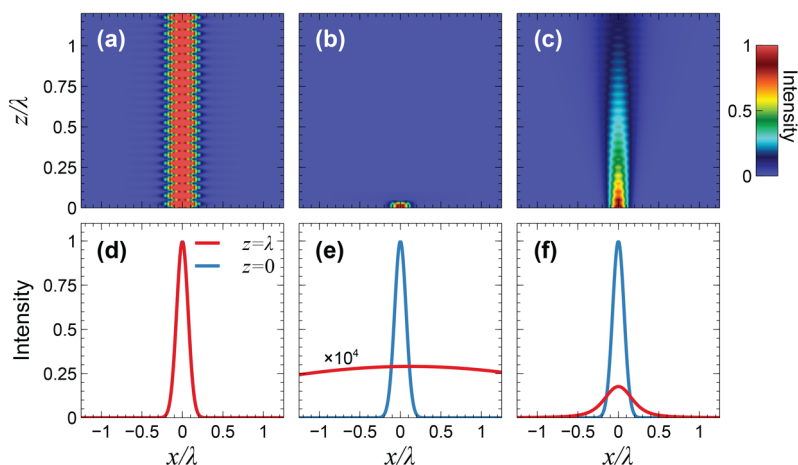 (a) (b) (c)
z/λ
1
0.75
0.5
0.25
0
1
0.5
0
Intensity
(d) (e) (f)
z=λ
z=0
×10⁴
Intensity
1
0.75
0.5
0.25
0
−1 −0.5 0 0.5 1 −1 −0.5 0 0.5 1 −1 −0.5 0 0.5 1
x/λ x/λ x/λ